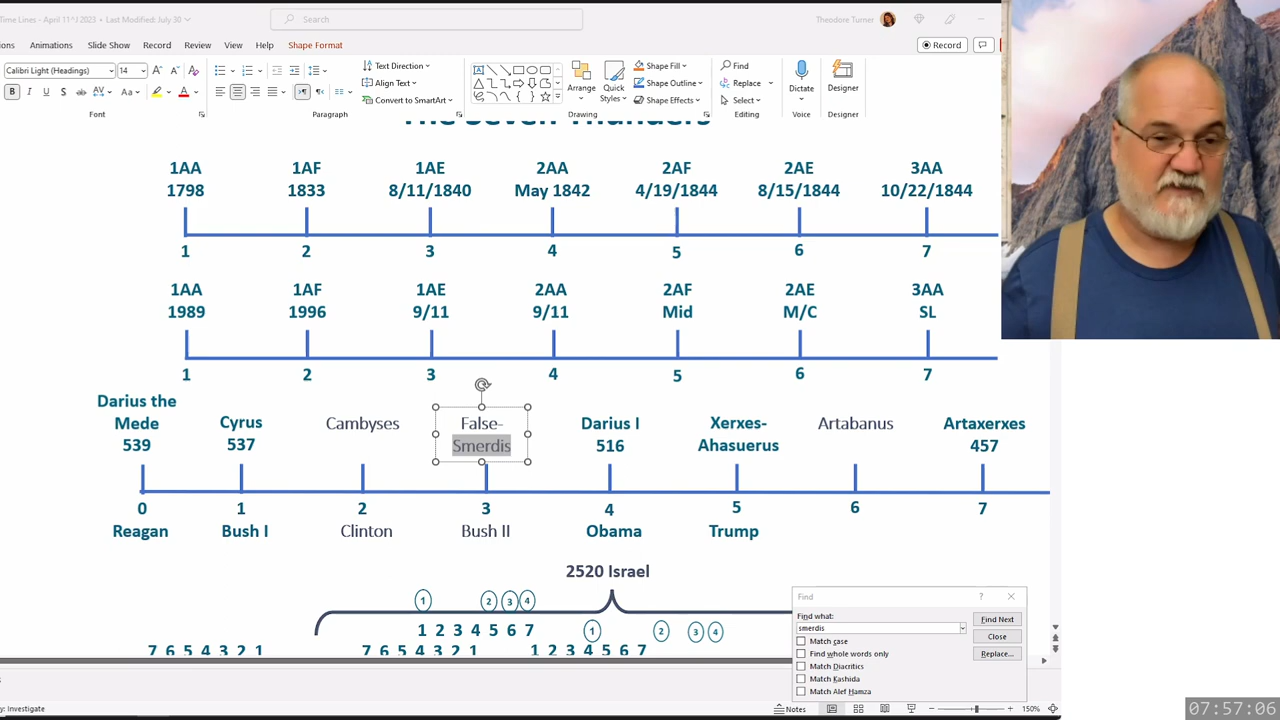 Time Lines - April 11^J 2023 • Last Modified: July 30
Search
Theodore Turner
ons Animations Slide Show Record Review View Help Shape Format
Record
Calibri Light (Headings) 14
Text Direction
Align Text
Convert to SmartArt
Arrange
Quick
Styles
Shape Fill
Shape Outline
Shape Effects
Find
Replace
Select
Dictate
Designer
Font Paragraph Drawing Editing Voice Designer
The Seven Thunders
1AA 1AF 1AE 2AA 2AF 2AE 3AA
1798 1833 8/11/1840 May 1842 4/19/1844 8/15/1844 10/22/1844
1 2 3 4 5 6 7
1AA 1AF 1AE 2AA 2AF 2AE 3AA
1989 1996 9/11 9/11 Mid M/C SL
1 2 3 4 5 6 7
Darius the
Mede
539
Cyrus
537
Cambyses
False-
Smerdis
Darius I
516
Xerxes-
Ahasuerus
Artabanus
Artaxerxes
457
0 1 2 3 4 5 6 7
Reagan Bush I Clinton Bush II Obama Trump
2520 Israel
1 2 3 4
1 2 3 4 5 6 7
1 2 3 4
7 6 5 4 3 2 1 7 6 5 4 3 2 1 1 2 3 4 5 6 7
Find
Find what:
smerdis
Find Next
Close
Replace...
Match case
Find whole words only
Match Diacritics
Match Kashida
Match Alef Hamza
y: Investigate
Notes
150%
07:57:06